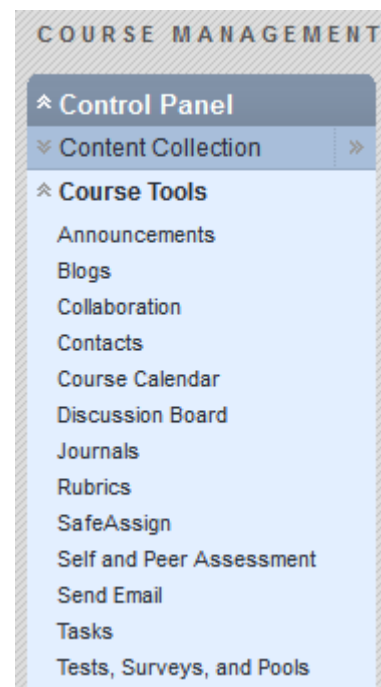 COURSE MANAGEMENT
Control Panel
Content Collection
Course Tools
Announcements
Blogs
Collaboration
Contacts
Course Calendar
Discussion Board
Journals
Rubrics
SafeAssign
Self and Peer Assessment
Send Email
Tasks
Tests, Surveys, and Pools